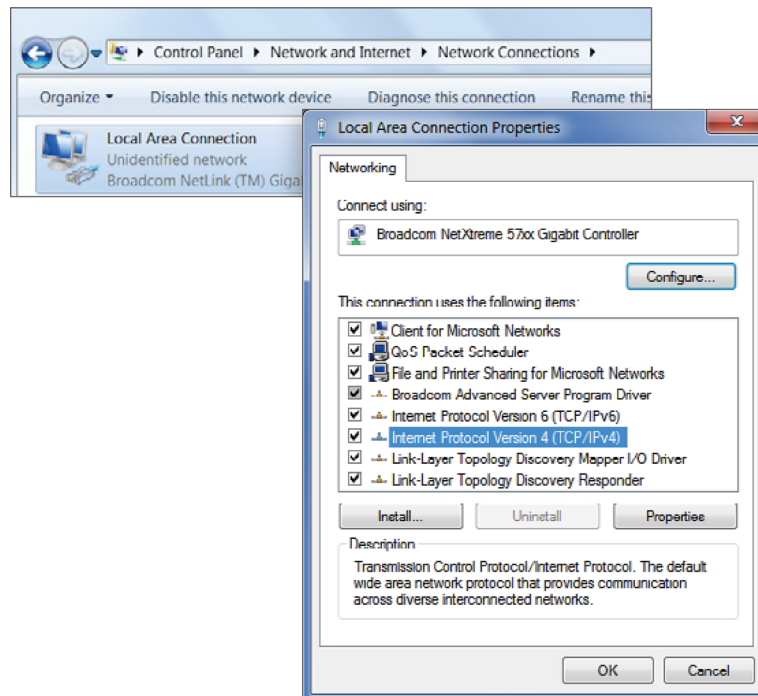 Control Panel ▸ Network and Internet ▸ Network Connections ▸
Organize ▾ Disable this network device Diagnose this connection Rename this
Local Area Connection
Unidentified network
Broadcom NetLink (TM) Giga
Local Area Connection Properties
Networking
Connect using:
Broadcom NetXtreme 57xx Gigabit Controller
Configure...
This connection uses the following items:
Client for Microsoft Networks
QoS Packet Scheduler
File and Printer Sharing for Microsoft Networks
Broadcom Advanced Server Program Driver
Internet Protocol Version 6 (TCP/IPv6)
Internet Protocol Version 4 (TCP/IPv4)
Link-Layer Topology Discovery Mapper I/O Driver
Link-Layer Topology Discovery Responder
Install... Uninstall Properties
Description
Transmission Control Protocol/Internet Protocol. The default
wide area network protocol that provides communication
across diverse interconnected networks.
OK Cancel